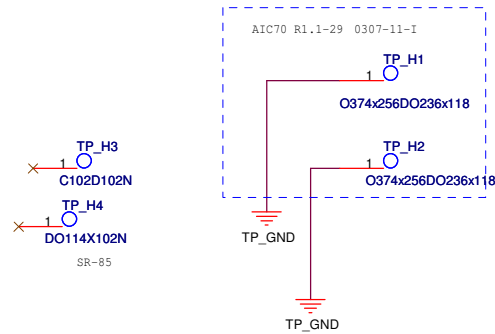 AIC70 R1.1-29 0307-11-I
TP_H1
1
O374x256DO236x118
TP_H2
1
O374x256DO236x118
TP_GND
TP_GND
TP_H3
1
C102D102N
TP_H4
1
DO114X102N
SR-85